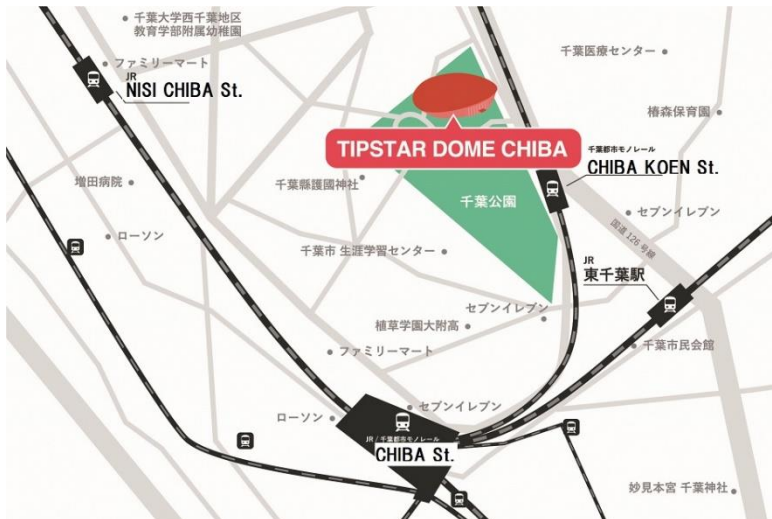 千葉大学西千葉地区
教育学部附属幼稚園
ファミリーマート
JR
NISI CHIBA St.
千葉医療センター
椿森保育園
TIPSTAR DOME CHIBA
千葉都市モノレール
CHIBA KOEN St.
増田病院
千葉縣護國神社
千葉公園
セブンイレブン
ローソン
千葉市 生涯学習センター
国道126号線
JR
東千葉駅
セブンイレブン
植草学園大附高
ファミリーマート
千葉市民会館
ローソン
セブンイレブン
JR / 千葉都市モノレール
CHIBA St.
妙見本宮 千葉神社